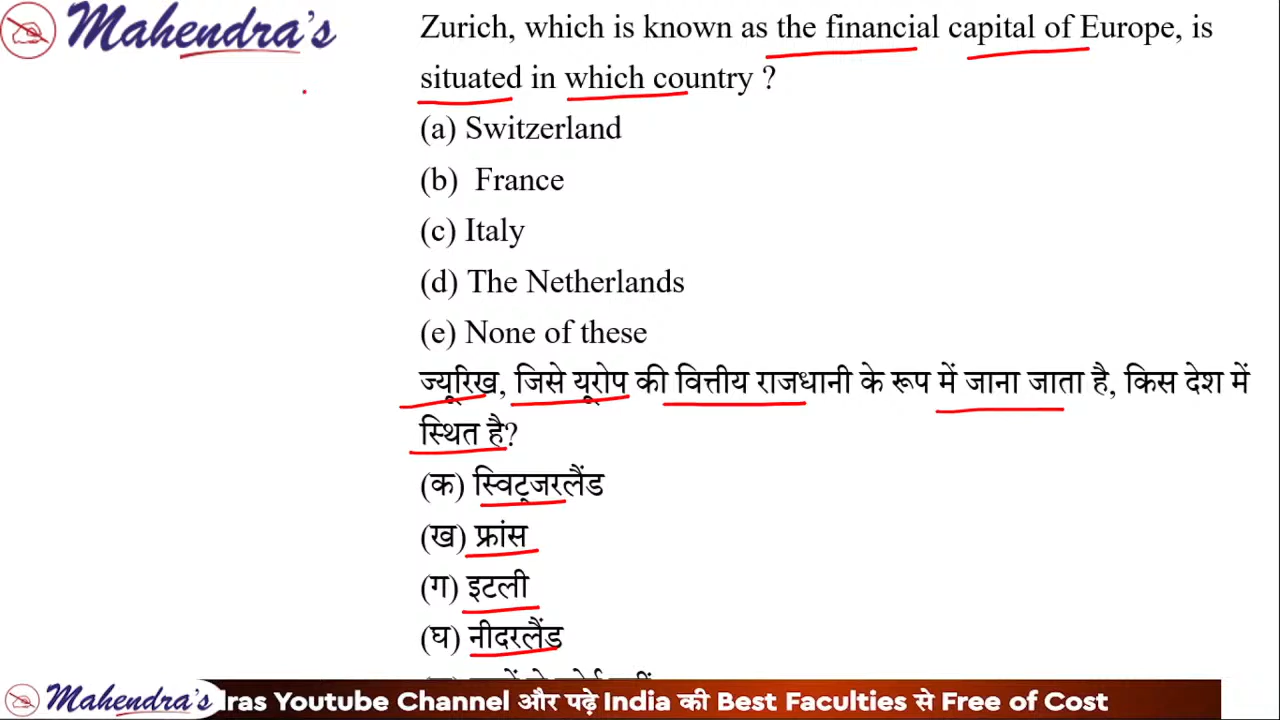 Mahendra's
Zurich, which is known as the financial capital of Europe, is
situated in which country ?
(a) Switzerland
(b) France
(c) Italy
(d) The Netherlands
(e) None of these
ज्यूरिख, जिसे यूरोप की वित्तीय राजधानी के रूप में जाना जाता है, किस देश में
स्थित है?
(क) स्विट्जरलैंड
(ख) फ्रांस
(ग) इटली
(घ) नीदरलैंड
Mahendra's
dras Youtube Channel और पढ़े India की Best Faculties से Free of Cost